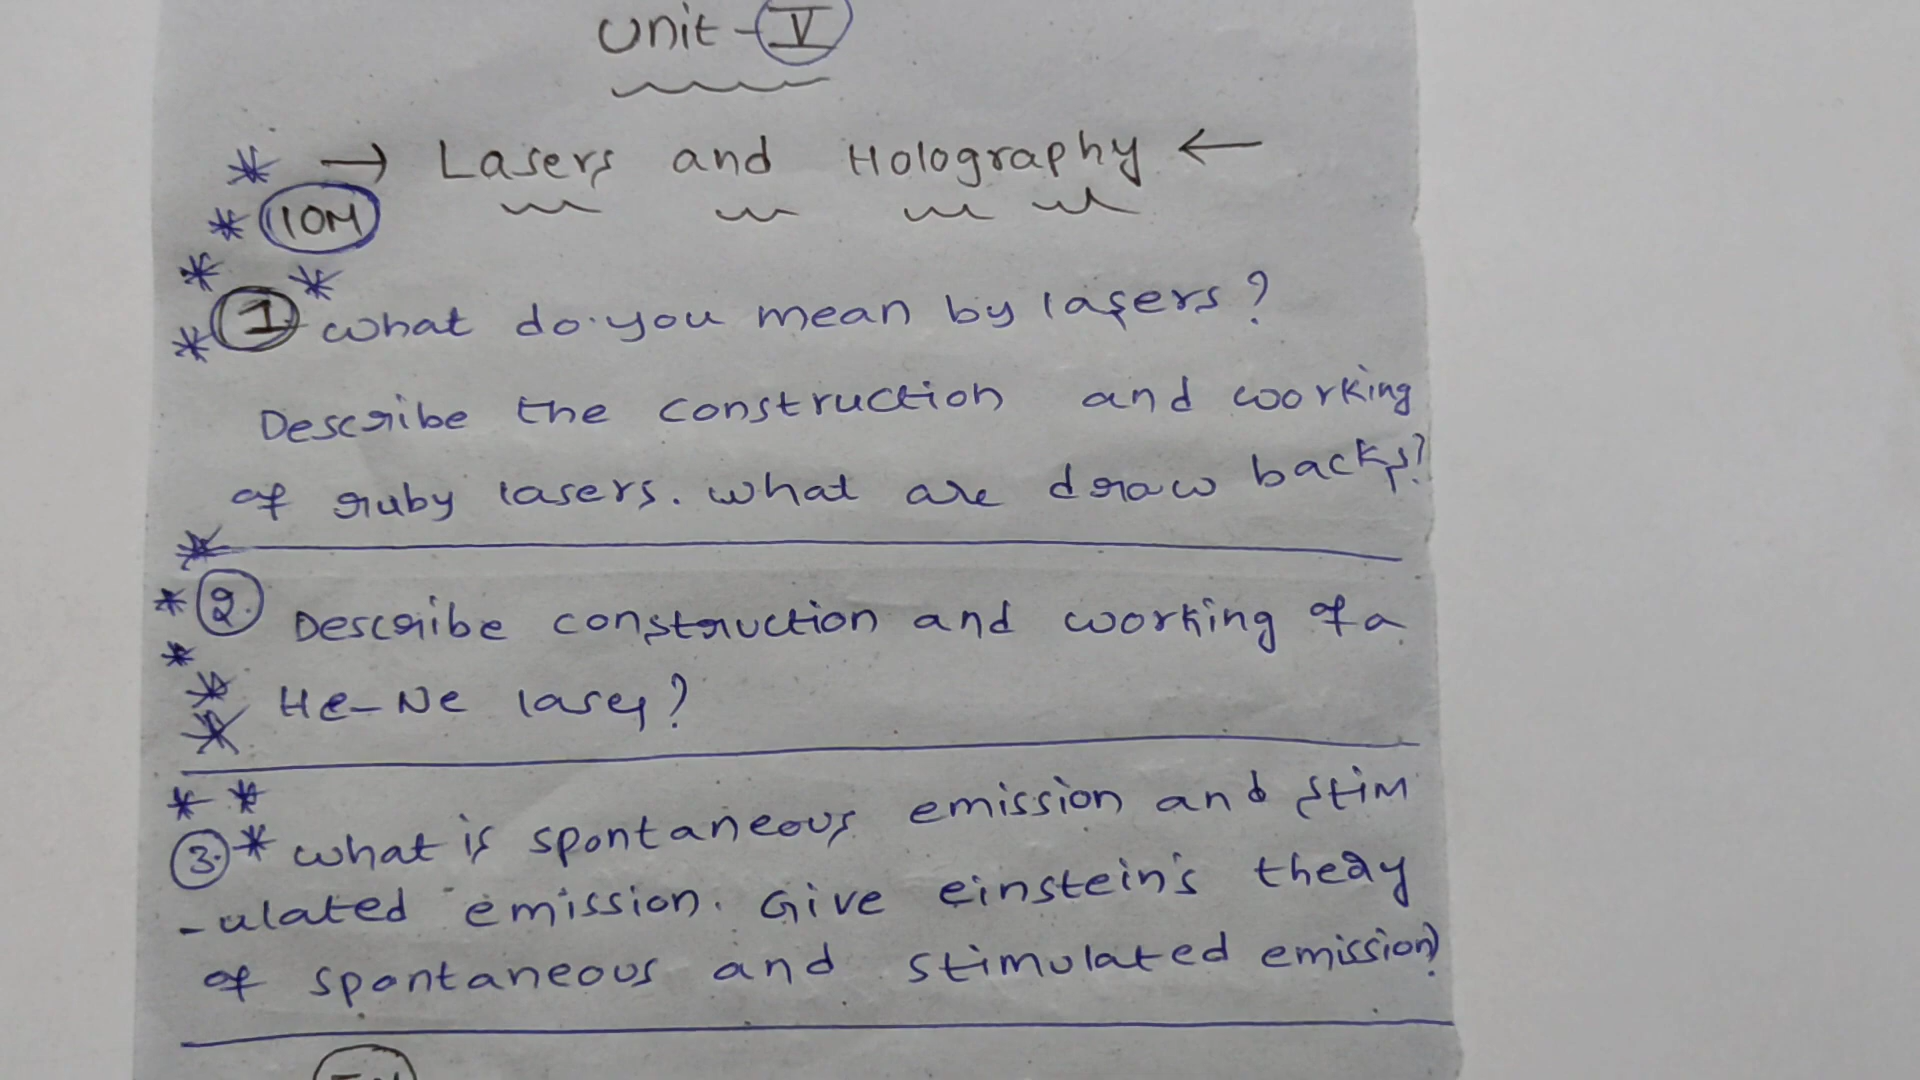 Unit - V
→ Lasers and Holography ←
10M
1. What do you mean by lasers?
Describe the construction and working
of ruby lasers. What are draw backs?
2. Describe construction and working of a
He-Ne laser?
3. What is spontaneous emission and stim
-ulated emission. Give einstein's theory
of spontaneous and stimulated emission?